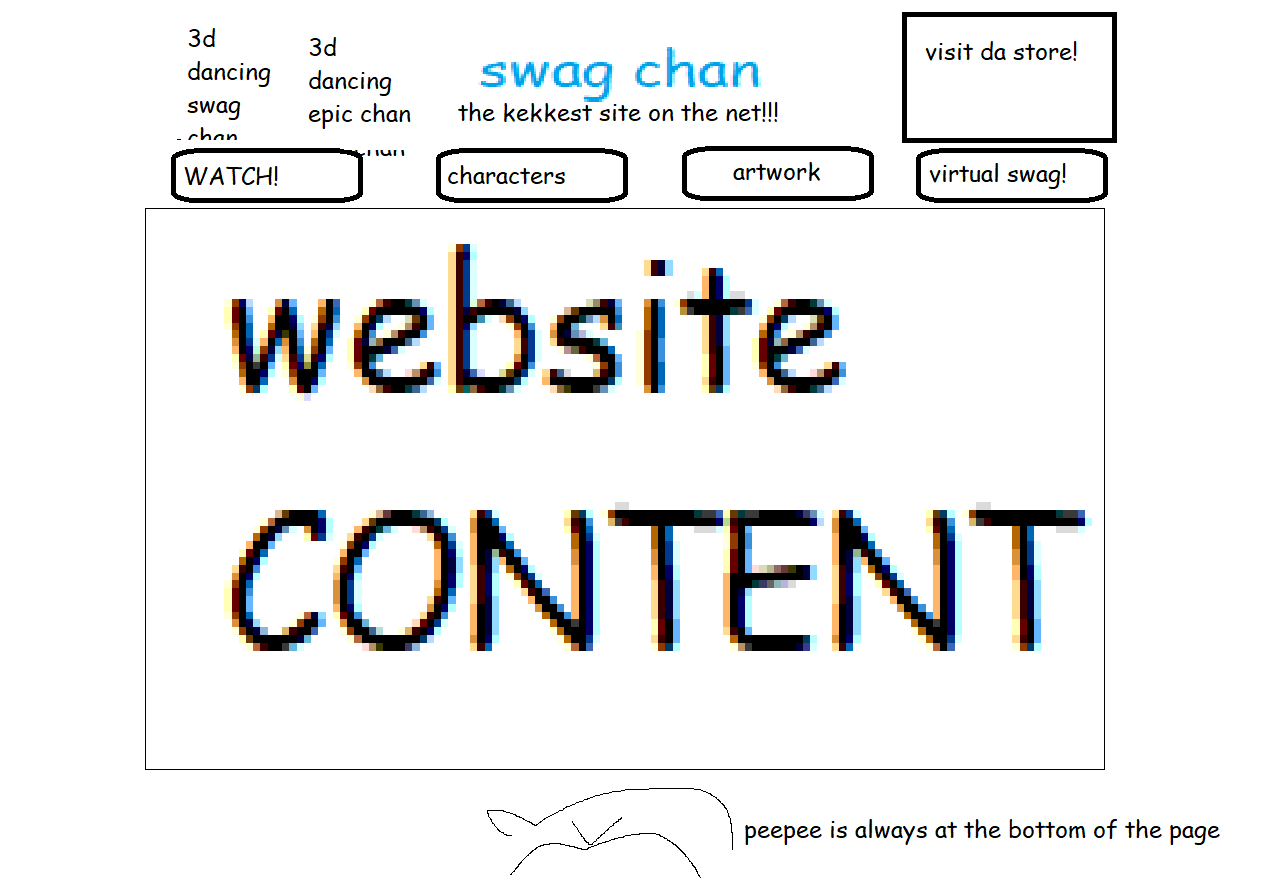 3d
dancing
swag
chan
3d
dancing
epic chan
chan
swag chan
the kekkest site on the net!!!
visit da store!
WATCH!
characters
artwork
virtual swag!
website
CONTENT
peepee is always at the bottom of the page